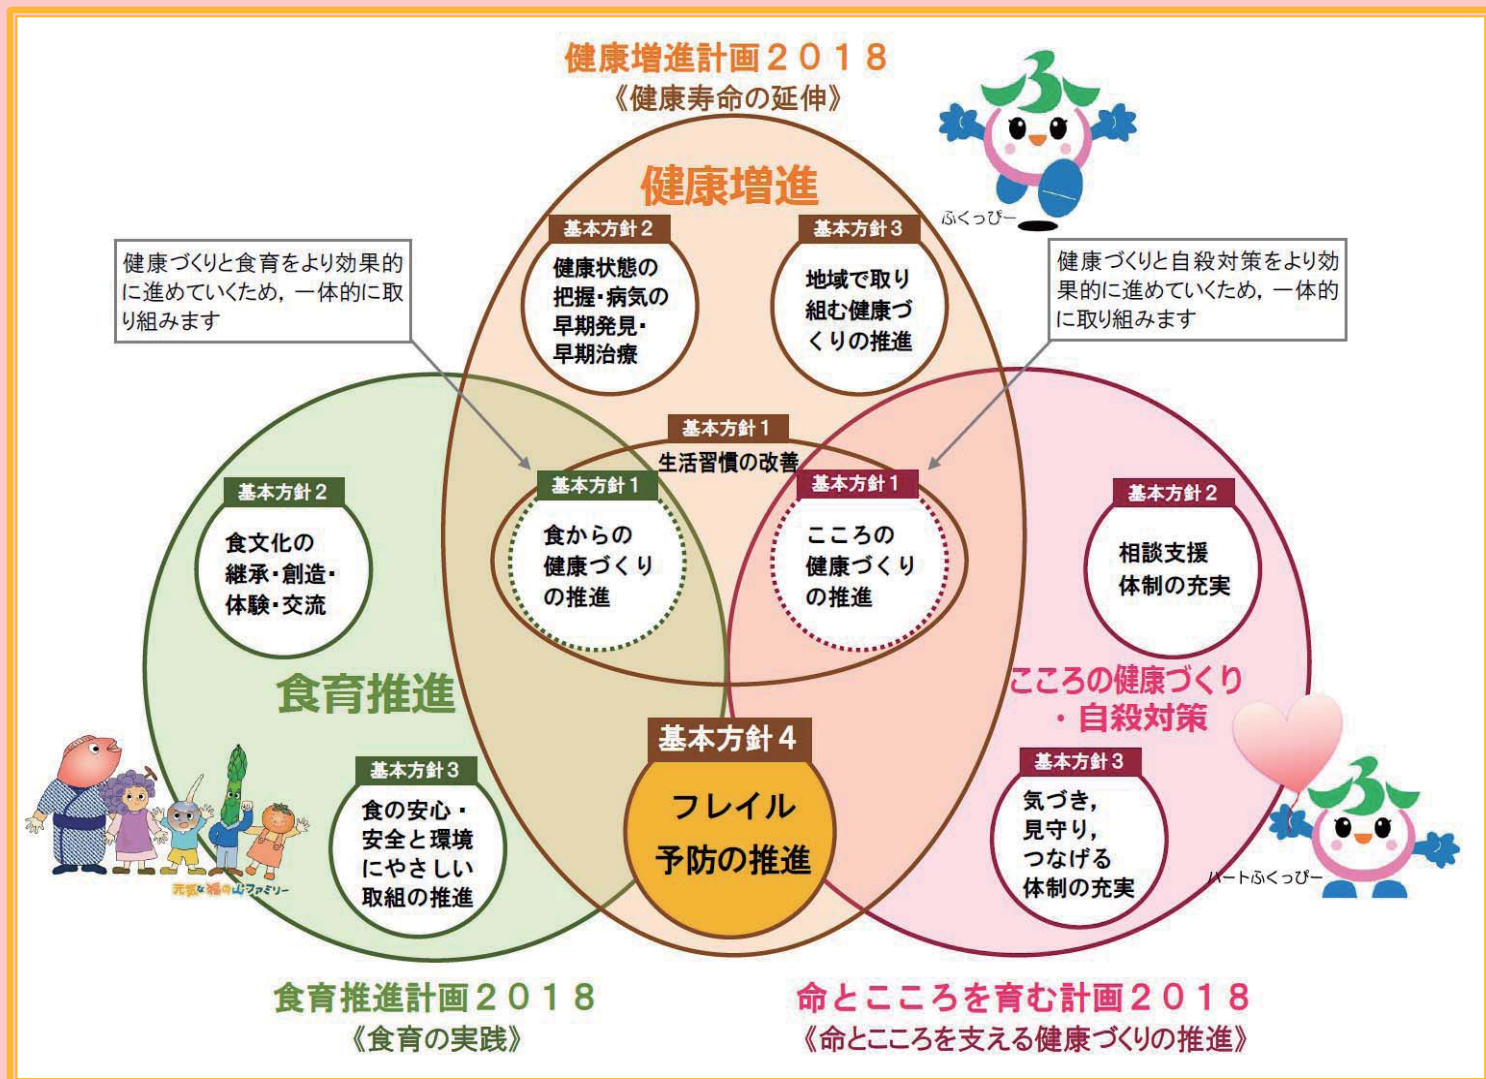 健康増進計画２０１８
《健康寿命の延伸》
健康増進
ふくっぴー
基本方針２
健康状態の
把握・病気の
早期発見・
早期治療
基本方針３
地域で取り
組む健康づ
くりの推進
健康づくりと食育をより効果的
に進めていくため，一体的に取
り組みます
健康づくりと自殺対策をより効
果的に進めていくため，一体的
に取り組みます
基本方針１
生活習慣の改善
基本方針１
食からの
健康づくり
の推進
基本方針１
こころの
健康づくり
の推進
基本方針２
食文化の
継承・創造・
体験・交流
基本方針２
相談支援
体制の充実
食育推進
こころの健康づくり
・自殺対策
基本方針４
フレイル
予防の推進
基本方針３
食の安心・
安全と環境
にやさしい
取組の推進
基本方針３
気づき，
見守り，
つなげる
体制の充実
元気な福の山ファミリー
ハートふくっぴー
食育推進計画２０１８
《食育の実践》
命とこころを育む計画２０１８
《命とこころを支える健康づくりの推進》